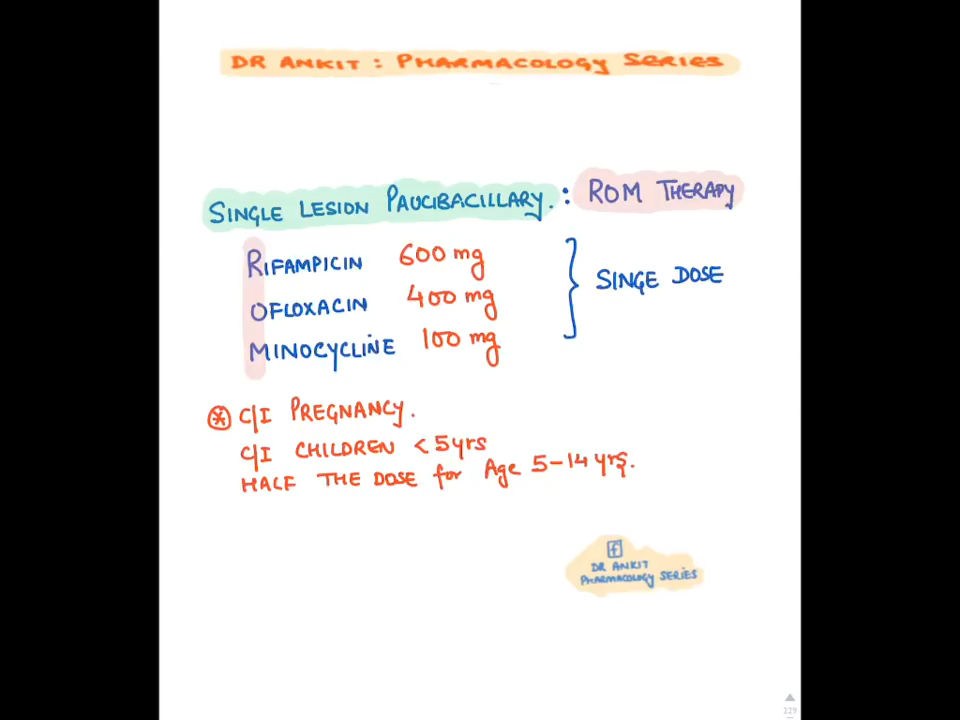 DR ANKIT : PHARMACOLOGY SERIES
SINGLE LESION PAUCIBACILLARY. : ROM THERAPY
RIFAMPICIN 600 mg
OFLOXACIN 400 mg
MINOCYCLINE 100 mg
SINGE DOSE
* C/I PREGNANCY.
C/I CHILDREN < 5yrs
HALF THE DOSE for Age 5-14 yrs.
f
DR ANKIT
PHARMACOLOGY SERIES
129